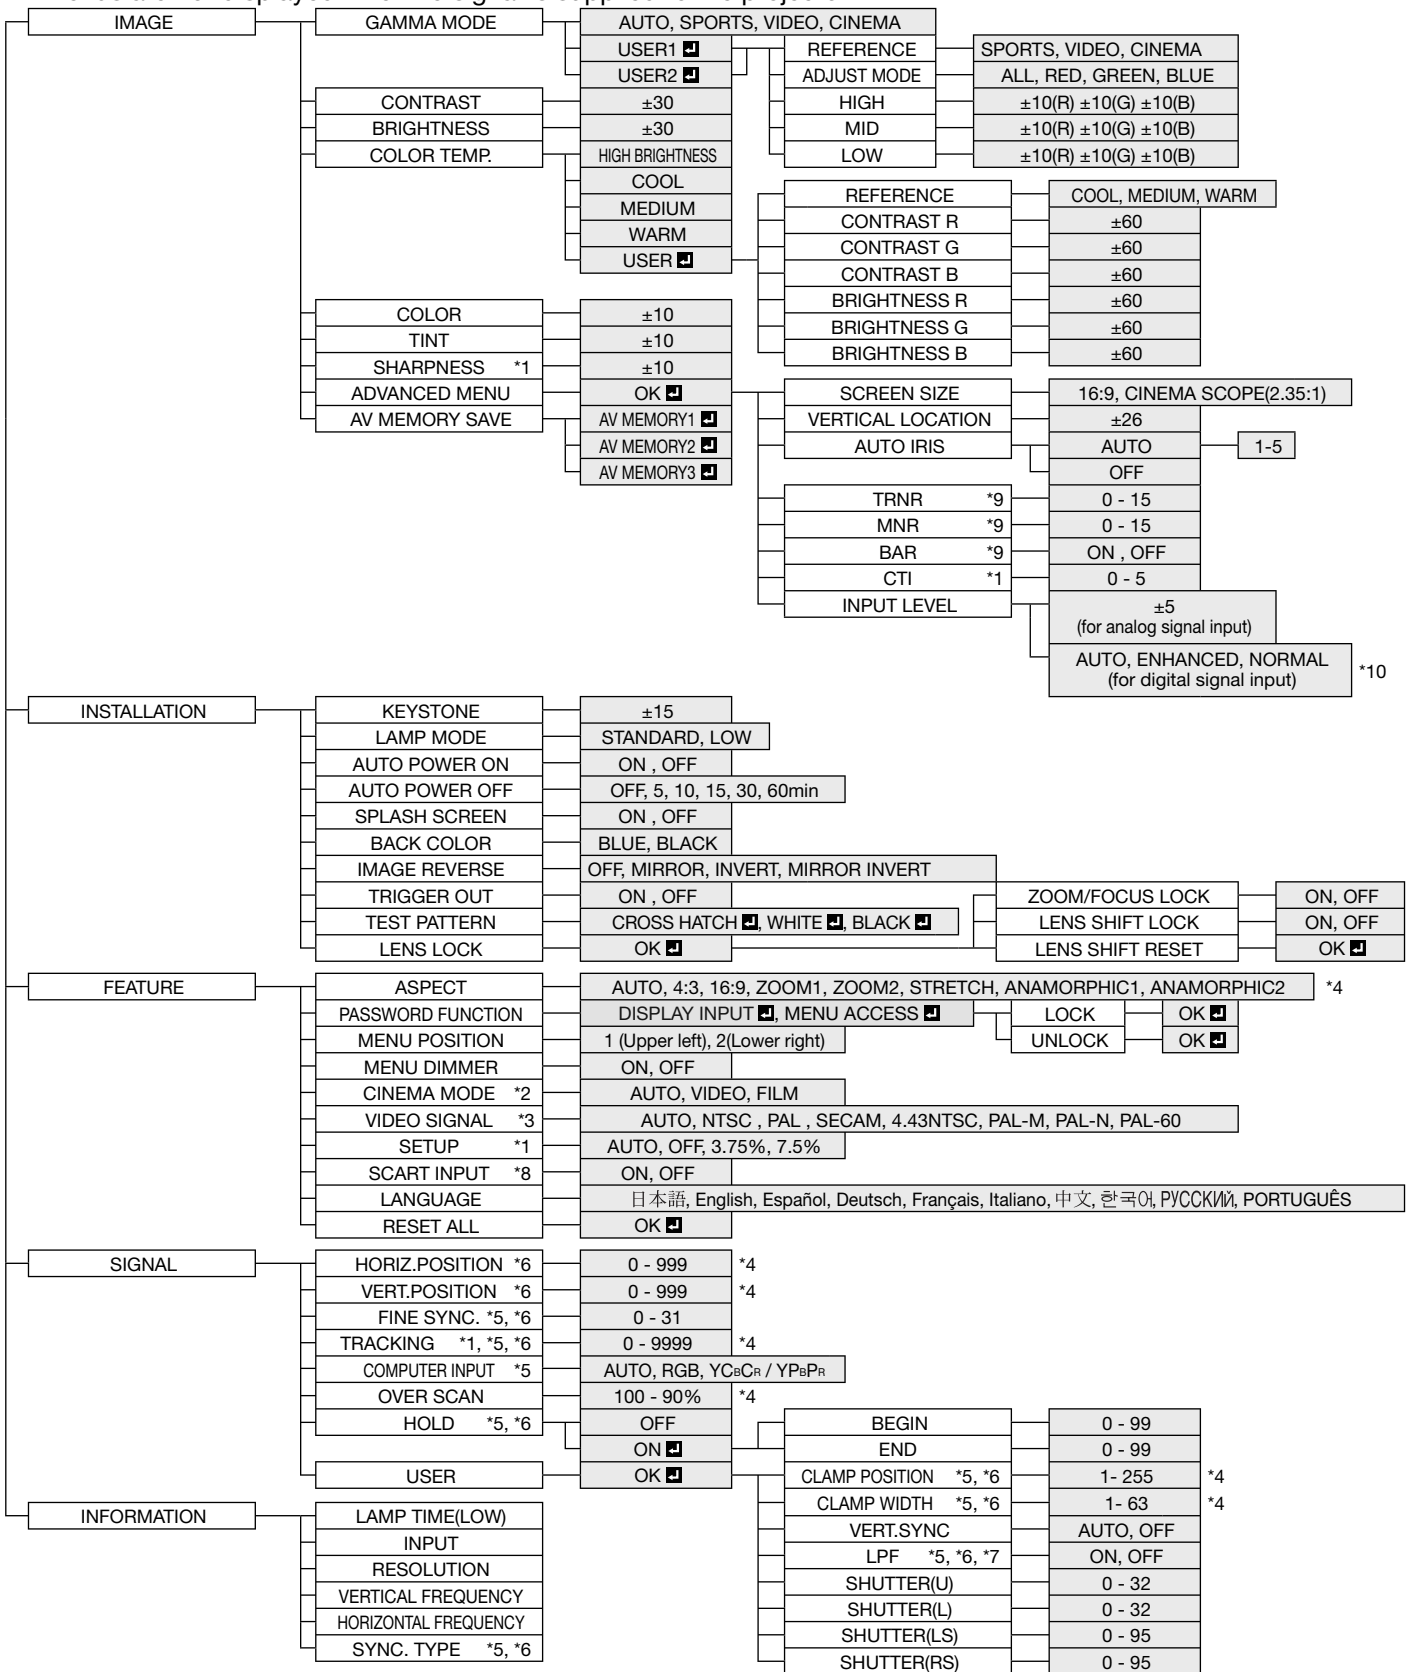 IMAGE GAMMA MODE AUTO, SPORTS, VIDEO, CINEMA
USER1 REFERENCE SPORTS, VIDEO, CINEMA
USER2 ADJUST MODE ALL, RED, GREEN, BLUE
CONTRAST ±30 HIGH ±10(R) ±10(G) ±10(B)
BRIGHTNESS ±30 MID ±10(R) ±10(G) ±10(B)
COLOR TEMP. HIGH BRIGHTNESS LOW ±10(R) ±10(G) ±10(B)
COOL
MEDIUM
WARM
USER
REFERENCE COOL, MEDIUM, WARM
CONTRAST R ±60
CONTRAST G ±60
CONTRAST B ±60
BRIGHTNESS R ±60
BRIGHTNESS G ±60
BRIGHTNESS B ±60
COLOR ±10
TINT ±10
SHARPNESS *1 ±10
ADVANCED MENU OK
AV MEMORY SAVE AV MEMORY1
AV MEMORY2
AV MEMORY3
SCREEN SIZE 16:9, CINEMA SCOPE(2.35:1)
VERTICAL LOCATION ±26
AUTO IRIS AUTO 1-5
OFF
TRNR *9 0 - 15
MNR *9 0 - 15
BAR *9 ON , OFF
CTI *1 0 - 5
INPUT LEVEL ±5
(for analog signal input)
AUTO, ENHANCED, NORMAL
(for digital signal input) *10
INSTALLATION KEYSTONE ±15
LAMP MODE STANDARD, LOW
AUTO POWER ON ON , OFF
AUTO POWER OFF OFF, 5, 10, 15, 30, 60min
SPLASH SCREEN ON , OFF
BACK COLOR BLUE, BLACK
IMAGE REVERSE OFF, MIRROR, INVERT, MIRROR INVERT
TRIGGER OUT ON , OFF
TEST PATTERN CROSS HATCH , WHITE , BLACK
LENS LOCK OK
ZOOM/FOCUS LOCK ON, OFF
LENS SHIFT LOCK ON, OFF
LENS SHIFT RESET OK
FEATURE ASPECT AUTO, 4:3, 16:9, ZOOM1, ZOOM2, STRETCH, ANAMORPHIC1, ANAMORPHIC2 *4
PASSWORD FUNCTION DISPLAY INPUT , MENU ACCESS LOCK OK
MENU POSITION 1 (Upper left), 2(Lower right) UNLOCK OK
MENU DIMMER ON, OFF
CINEMA MODE *2 AUTO, VIDEO, FILM
VIDEO SIGNAL *3 AUTO, NTSC , PAL , SECAM, 4.43NTSC, PAL-M, PAL-N, PAL-60
SETUP *1 AUTO, OFF, 3.75%, 7.5%
SCART INPUT *8 ON, OFF
LANGUAGE 日本語, English, Español, Deutsch, Français, Italiano, 中文, 한국어, РУССКИЙ, PORTUGUÊS
RESET ALL OK
SIGNAL HORIZ.POSITION *6 0 - 999 *4
VERT.POSITION *6 0 - 999 *4
FINE SYNC. *5, *6 0 - 31
TRACKING *1, *5, *6 0 - 9999 *4
COMPUTER INPUT *5 AUTO, RGB, YCBCR / YPBPR
OVER SCAN 100 - 90% *4
HOLD *5, *6 OFF
ON
USER OK
BEGIN 0 - 99
END 0 - 99
CLAMP POSITION *5, *6 1- 255 *4
CLAMP WIDTH *5, *6 1- 63 *4
VERT.SYNC AUTO, OFF
LPF *5, *6, *7 ON, OFF
SHUTTER(U) 0 - 32
SHUTTER(L) 0 - 32
SHUTTER(LS) 0 - 95
SHUTTER(RS) 0 - 95
INFORMATION LAMP TIME(LOW)
INPUT
RESOLUTION
VERTICAL FREQUENCY
HORIZONTAL FREQUENCY
SYNC. TYPE *5, *6